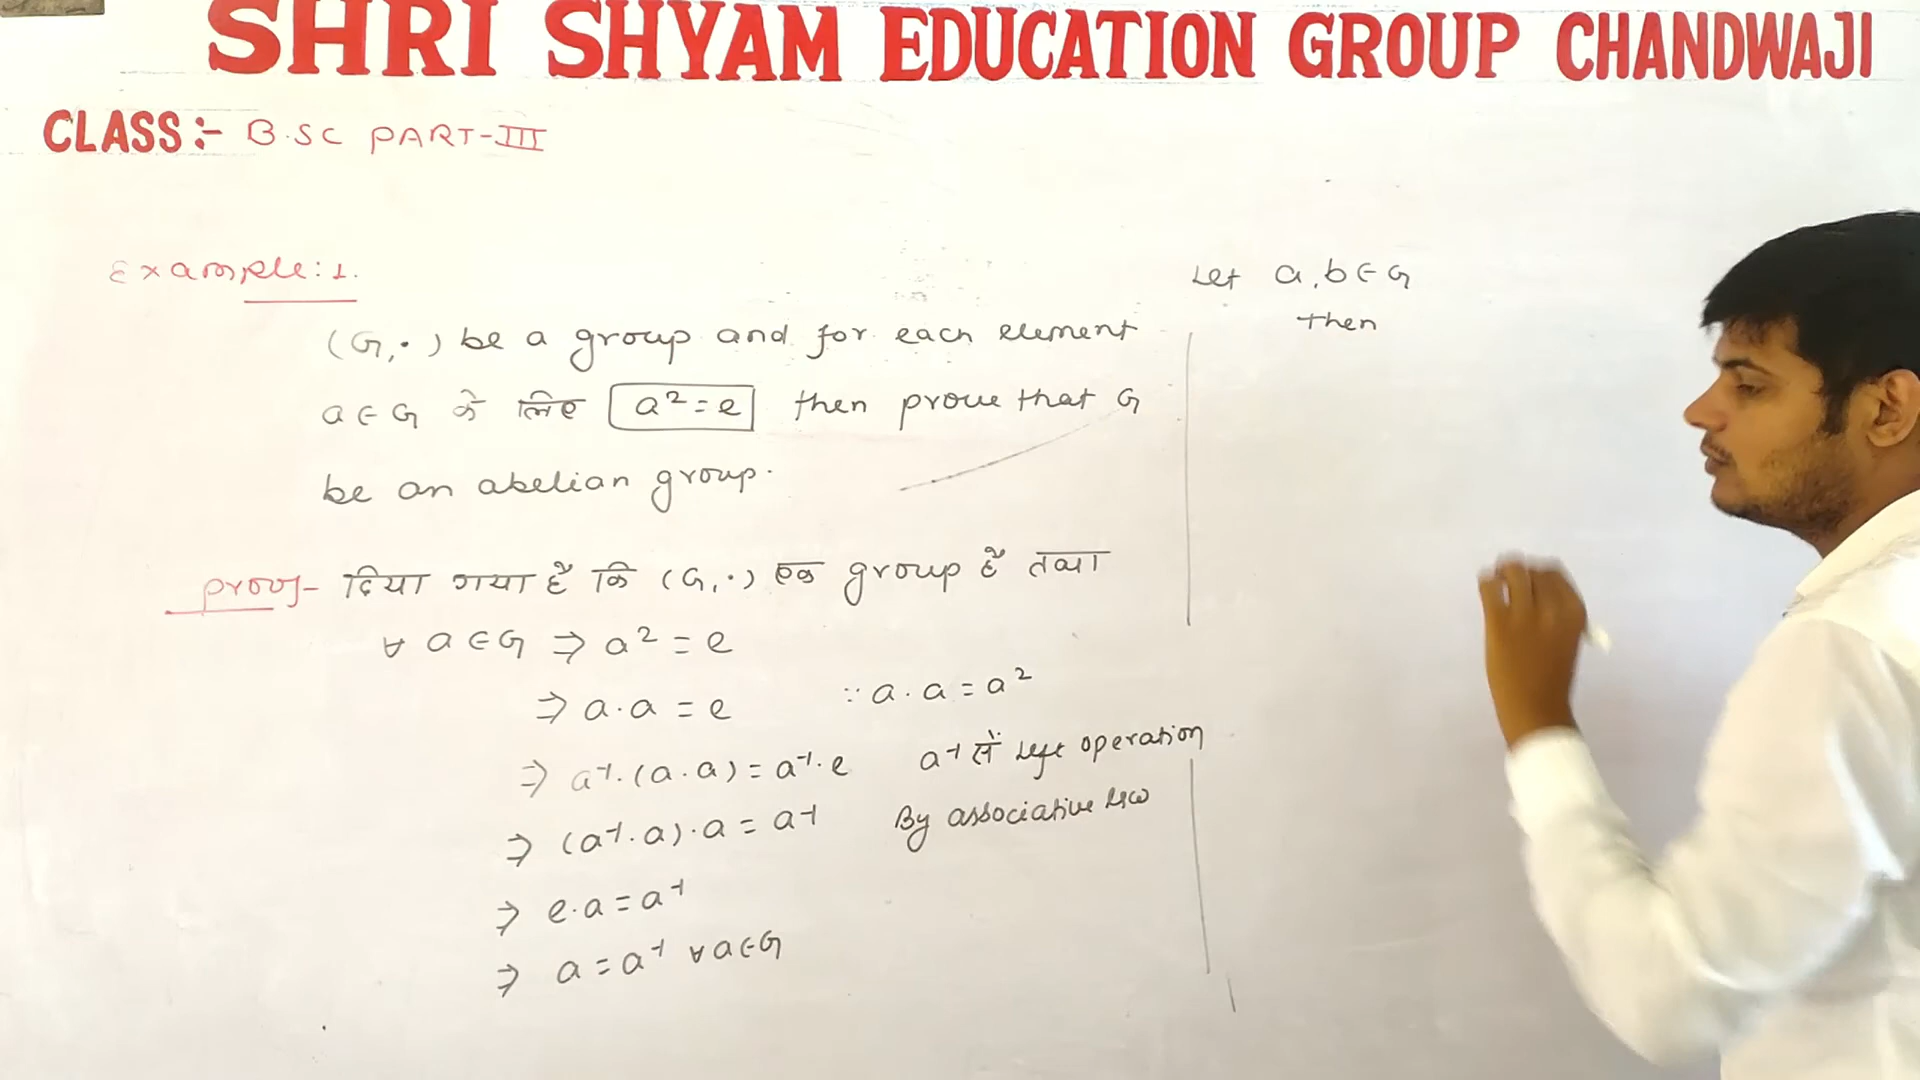 SHRI SHYAM EDUCATION GROUP CHANDWAJI
CLASS:- B.SC PART-III
Example:1.
(G,·) be a group and for each element
a∈G के लिए a²=e then prove that G
be an abelian group.
proof- दिया गया है कि (G,·) एक group है तथा
∀ a∈G ⇒ a² = e
⇒ a·a = e ∵ a·a = a²
⇒ a⁻¹·(a·a) = a⁻¹·e a⁻¹ से left operation
⇒ (a⁻¹·a)·a = a⁻¹ By associative law
⇒ e·a = a⁻¹
⇒ a = a⁻¹ ∀ a∈G
Let a,b∈G
then